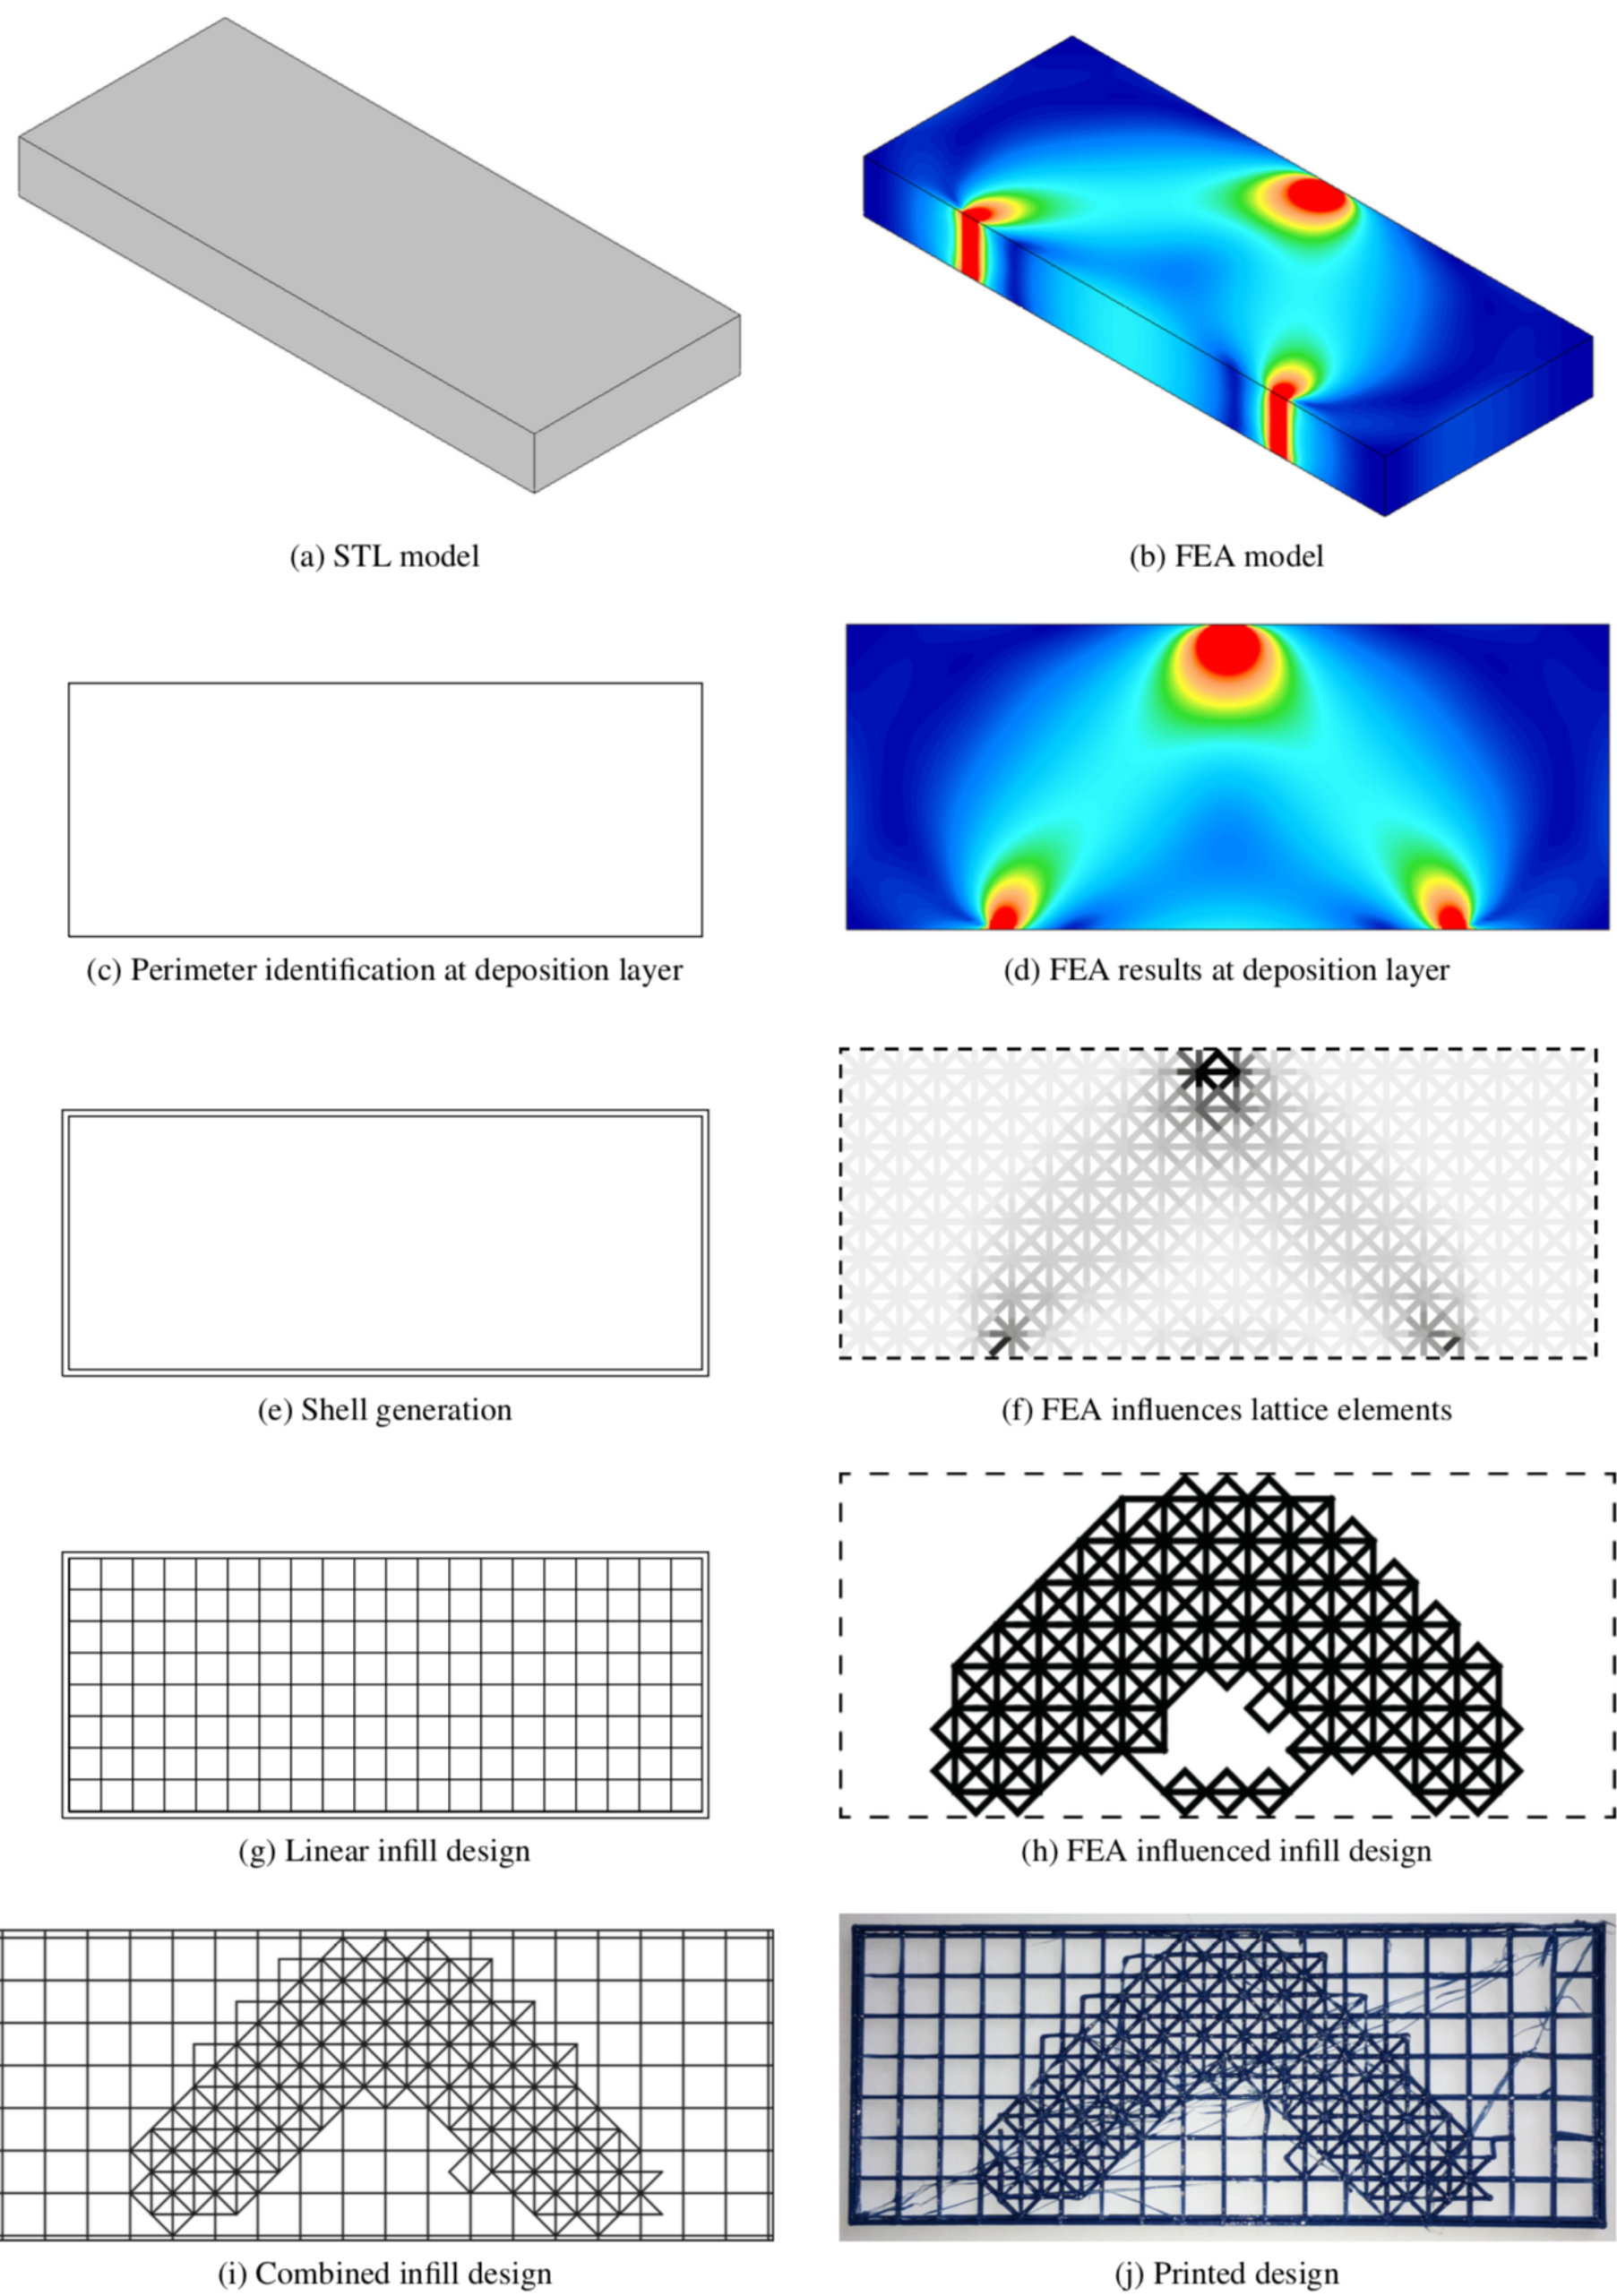 (a) STL model
(b) FEA model
(c) Perimeter identification at deposition layer
(d) FEA results at deposition layer
(e) Shell generation
(f) FEA influences lattice elements
(g) Linear infill design
(h) FEA influenced infill design
(i) Combined infill design
(j) Printed design